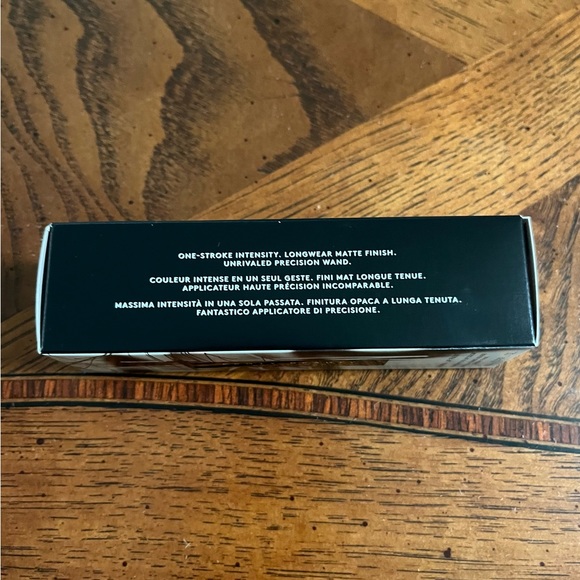 ONE-STROKE INTENSITY. LONGWEAR MATTE FINISH.
UNRIVALED PRECISION WAND.
COULEUR INTENSE EN UN SEUL GESTE. FINI MAT LONGUE TENUE.
APPLICATEUR HAUTE PRÉCISION INCOMPARABLE.
MASSIMA INTENSITÀ IN UNA SOLA PASSATA. FINITURA OPACA A LUNGA TENUTA.
FANTASTICO APPLICATORE DI PRECISIONE.